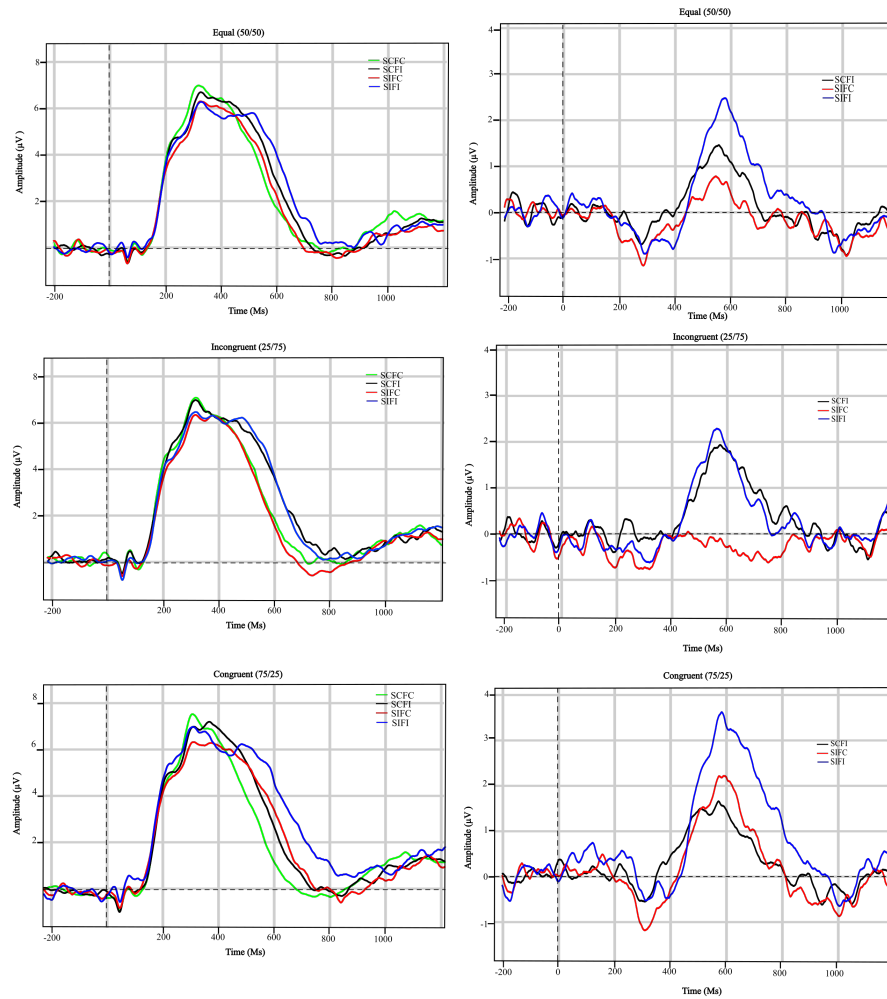 Equal (50/50)
SCFC
SCFI
SIFC
SIFI
8
6
4
2
Amplitude (µV)
-200
0
200
400
600
800
1000
Time (Ms)
Equal (50/50)
SCFI
SIFC
SIFI
4
3
2
1
0
-1
Amplitude (µV )
-200
0
200
400
600
800
1000
Time (Ms)
Incongruent (25/75)
SCFC
SCFI
SIFC
SIFI
8
6
4
2
Amplitude (µV)
-200
0
200
400
600
800
1000
Time (Ms)
Incongruent (25/75)
SCFI
SIFC
SIFI
4
3
2
1
0
-1
Amplitude (µV )
-200
0
200
400
600
800
1000
Time (Ms)
Congruent (75/25)
SCFC
SCFI
SIFC
SIFI
8
6
4
2
Amplitude (µV)
-200
0
200
400
600
800
1000
Time (Ms)
Congruent (75/25)
SCFI
SIFC
SIFI
4
3
2
1
0
-1
Amplitude (µV )
-200
0
200
400
600
800
1000
Time (Ms)